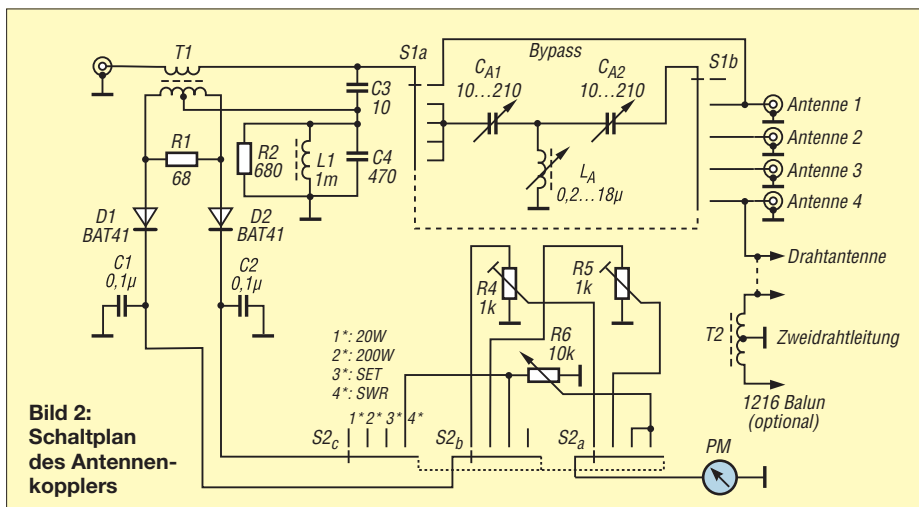 T1
S1a
Bypass
S1b
C3
10
CA1
10...210
CA2
10...210
Antenne 1
Antenne 2
Antenne 3
Antenne 4
R1
68
R2
680
L1
1m
C4
470
LA
0,2...18µ
D1
BAT41
D2
BAT41
C1
0,1µ
C2
0,1µ
Drahtantenne
R4
1k
R5
1k
R6
10k
T2
Zweidrahtleitung
1216 Balun
(optional)
1*: 20W
2*: 200W
3*: SET
4*: SWR
1* 2* 3* 4*
S2c
S2b
S2a
PM
Bild 2:
Schaltplan
des Antennen-
kopplers